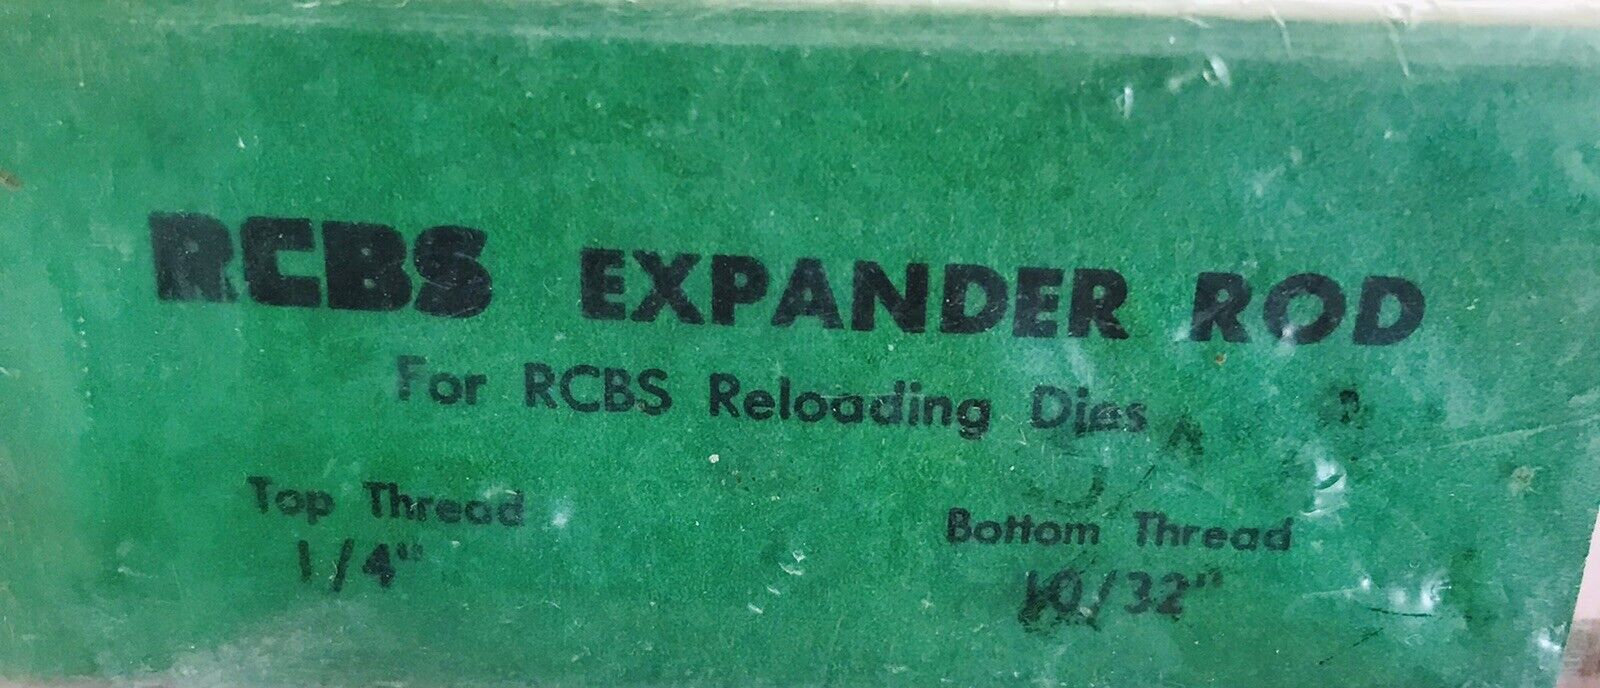 RCBS EXPANDER ROD
For RCBS Reloading Dies
Top Thread Bottom Thread
1/4" 10/32"